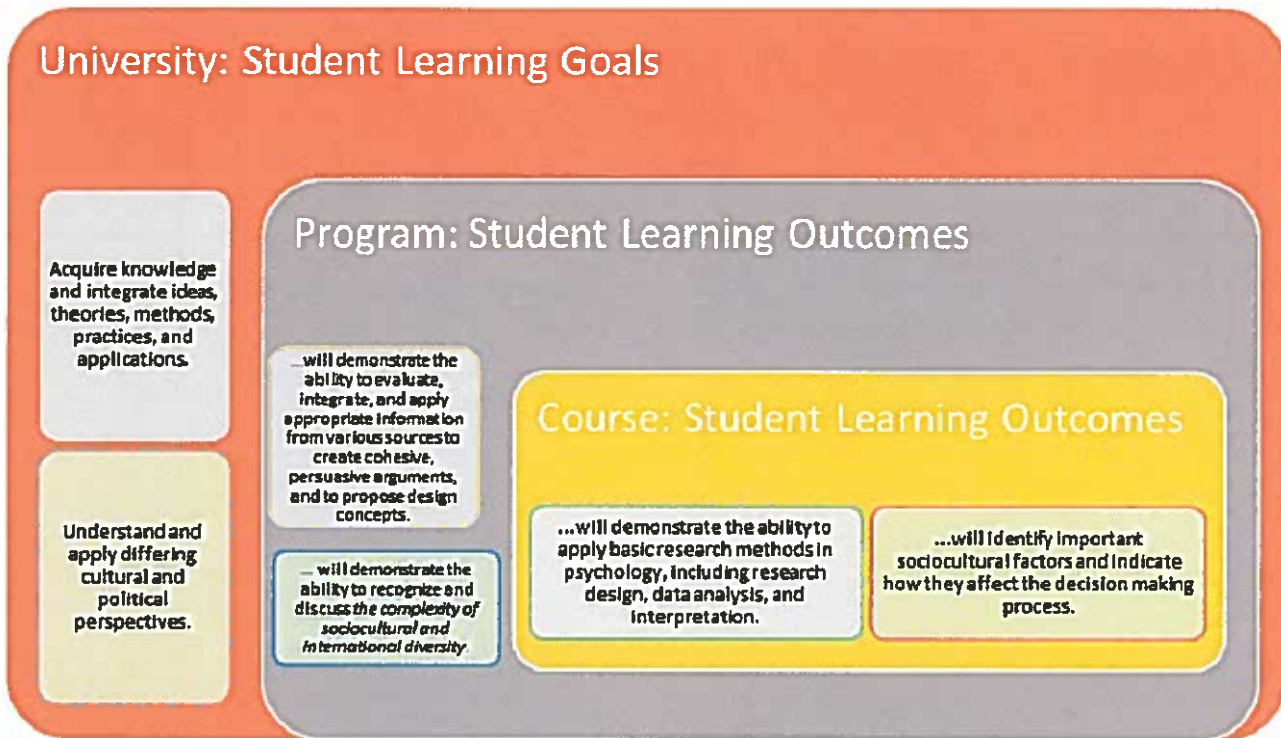 University: Student Learning Goals
Acquire knowledge
and integrate ideas,
theories, methods,
practices, and
applications.
Understand and
apply differing
cultural and
political
perspectives.
Program: Student Learning Outcomes
...will demonstrate the
ability to evaluate,
integrate, and apply
appropriate information
from various sources to
create cohesive,
persuasive arguments,
and to propose design
concepts.
... will demonstrate the
ability to recognize and
discuss the complexity of
sociocultural and
international diversity.
Course: Student Learning Outcomes
...will demonstrate the ability to
apply basic research methods in
psychology, including research
design, data analysis, and
interpretation.
...will identify important
sociocultural factors and indicate
how they affect the decision making
process.